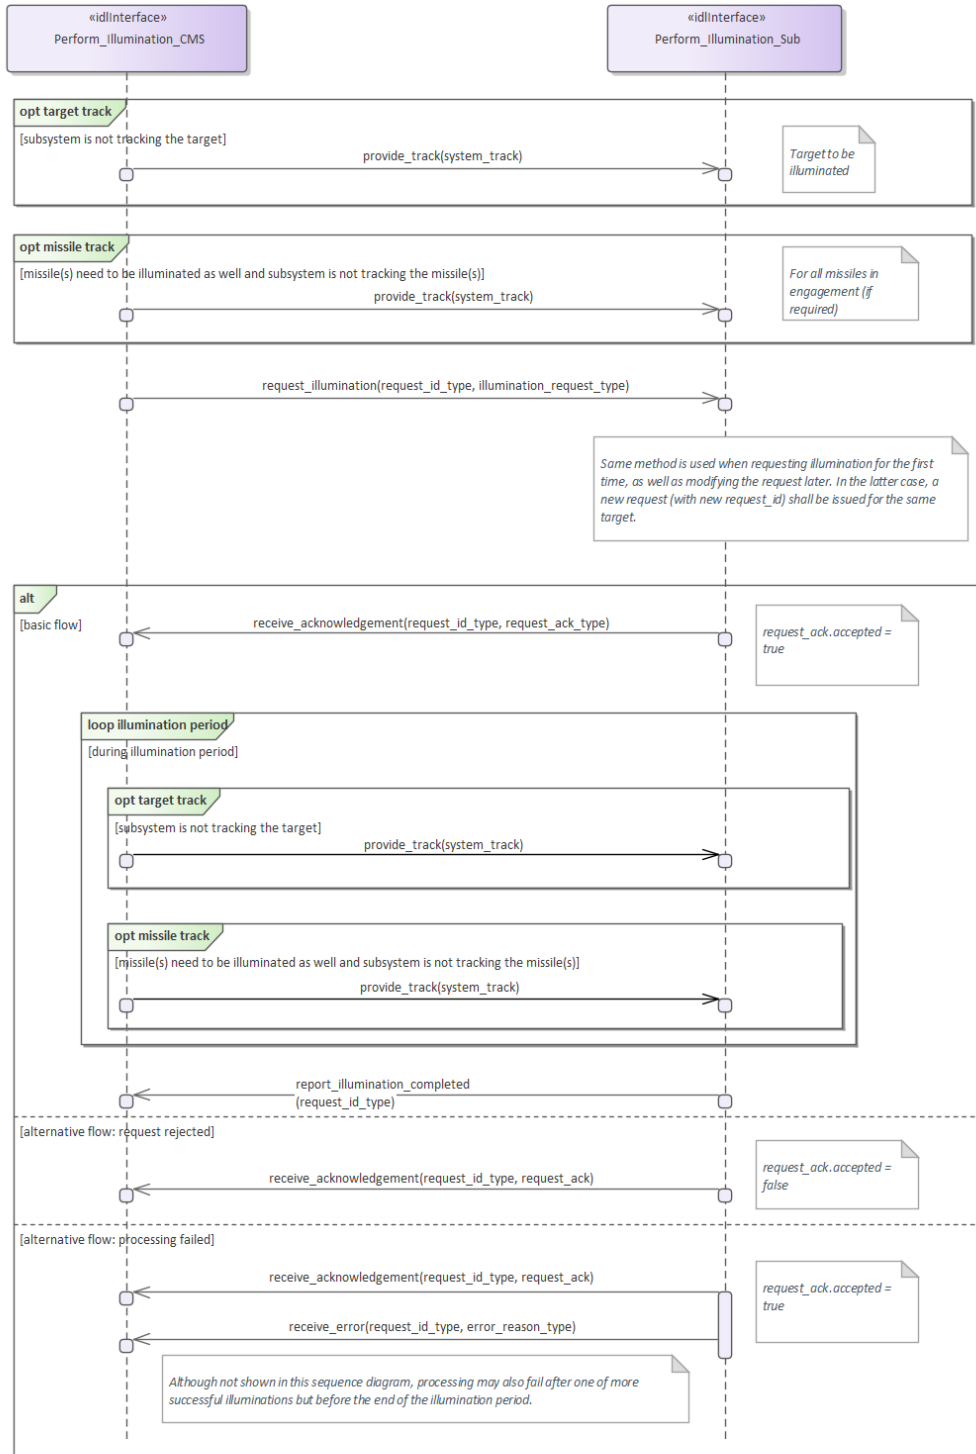 «idlInterface»
Perform_Illumination_CMS
«idlInterface»
Perform_Illumination_Sub
opt target track
[subsystem is not tracking the target]
provide_track(system_track)
Target to be
illuminated
opt missile track
[missile(s) need to be illuminated as well and subsystem is not tracking the missile(s)]
provide_track(system_track)
For all missiles in
engagement (if
required)
request_illumination(request_id_type, illumination_request_type)
Same method is used when requesting illumination for the first
time, as well as modifying the request later. In the latter case, a
new request (with new request_id) shall be issued for the same
target.
alt
[basic flow]
receive_acknowledgement(request_id_type, request_ack_type)
request_ack.accepted =
true
loop illumination period
[during illumination period]
opt target track
[subsystem is not tracking the target]
provide_track(system_track)
opt missile track
[missile(s) need to be illuminated as well and subsystem is not tracking the missile(s)]
provide_track(system_track)
report_illumination_completed
(request_id_type)
[alternative flow: request rejected]
receive_acknowledgement(request_id_type, request_ack)
request_ack.accepted =
false
[alternative flow: processing failed]
receive_acknowledgement(request_id_type, request_ack)
request_ack.accepted =
true
receive_error(request_id_type, error_reason_type)
Although not shown in this sequence diagram, processing may also fail after one of more
successful illuminations but before the end of the illumination period.